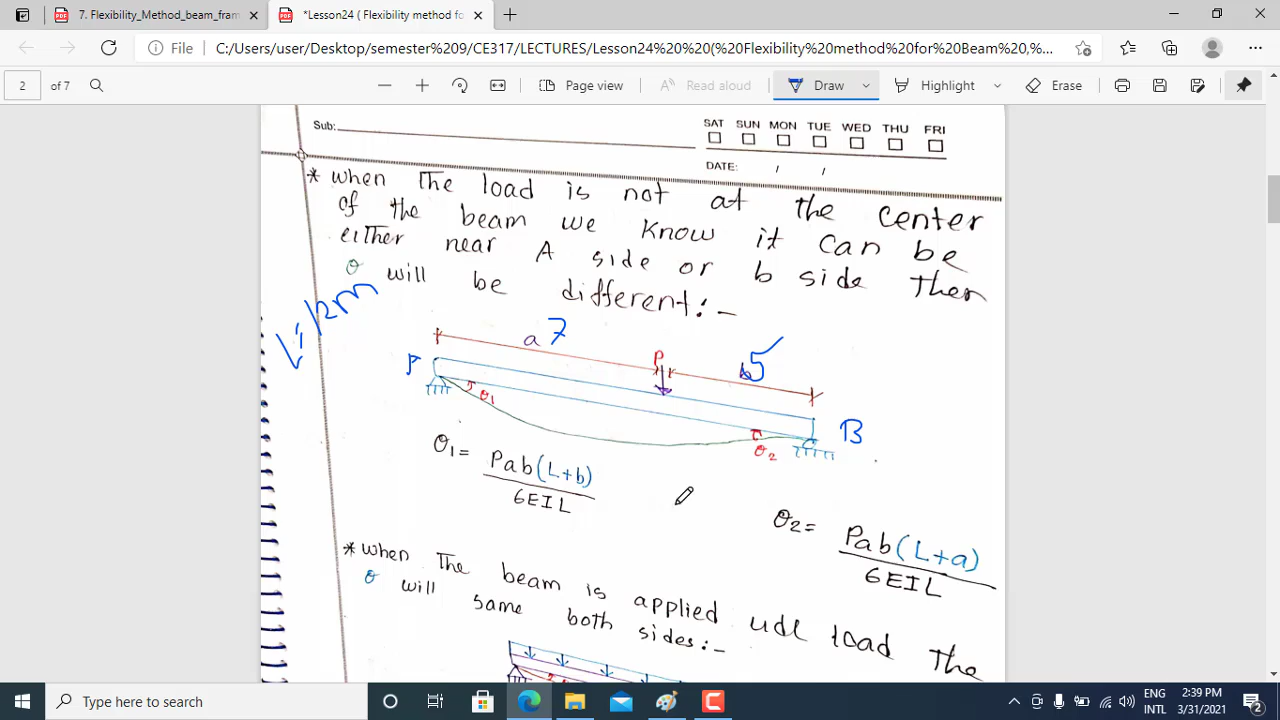 7. Flexibility_Method_beam_fram
*Lesson24 ( Flexibility method fo
File
C:/Users/user/Desktop/semester%209/CE317/LECTURES/Lesson24%20%20(%20Flexibility%20method%20for%20Beam%20,%...
2 of 7
Page view
Read aloud
Draw
Highlight
Erase
Sub:
SAT SUN MON TUE WED THU FRI
DATE: / /
* when The load is not at the center
of the beam we know it can be
either near A side or b side then
θ will be different:-
a 7
P
b 5
B
θ1
θ2
θ1= Pab(L+b)
6EIL
θ2= Pab(L+a)
6EIL
* when The beam is applied udl load The
θ will same both sides:-
Type here to search
ENG
INTL
2:39 PM
3/31/2021
2